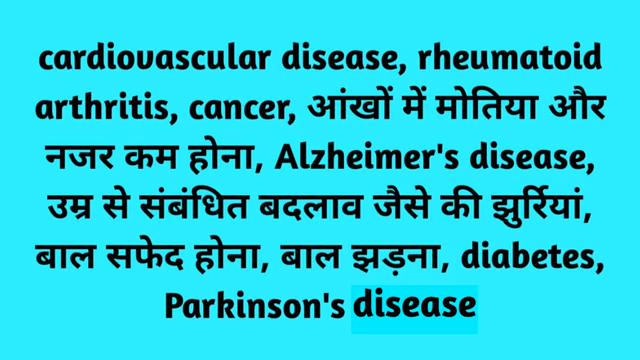 cardiovascular disease, rheumatoid
arthritis, cancer, आंखों में मोतिया और
नजर कम होना, Alzheimer's disease,
उम्र से संबंधित बदलाव जैसे की झुर्रियां,
बाल सफेद होना, बाल झड़ना, diabetes,
Parkinson's disease